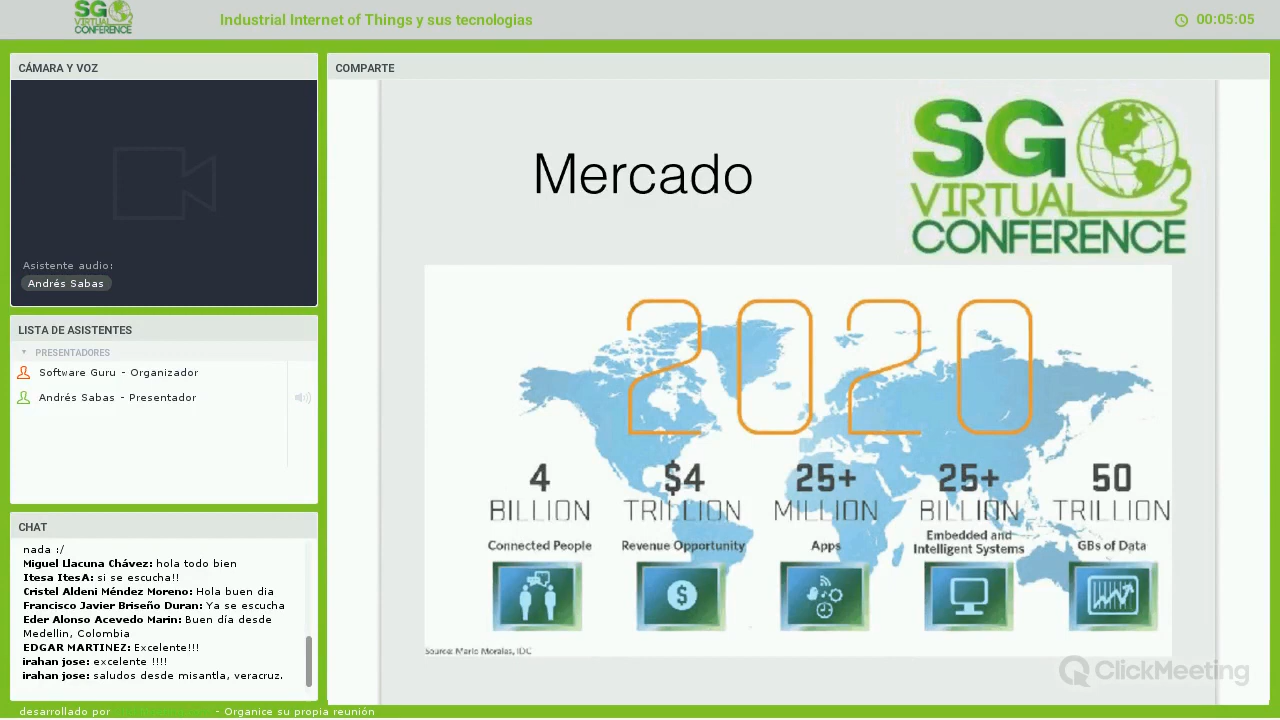 SG
VIRTUAL
CONFERENCE
Industrial Internet of Things y sus tecnologias
00:05:05
CÁMARA Y VOZ
Asistente audio:
Andrés Sabas
LISTA DE ASISTENTES
PRESENTADORES
Software Guru - Organizador
Andrés Sabas - Presentador
CHAT
nada :/
Miguel Llacuna Chávez: hola todo bien
Itesa ItesA: si se escucha!!
Cristel Aldeni Méndez Moreno: Hola buen dia
Francisco Javier Briseño Duran: Ya se escucha
Eder Alonso Acevedo Marin: Buen día desde
Medellin, Colombia
EDGAR MARTINEZ: Excelente!!!
irahan jose: excelente !!!!
irahan jose: saludos desde misantla, veracruz.
desarrollado por - Organice su propia reunión
COMPARTE
Mercado
SG
VIRTUAL
CONFERENCE
2020
4
BILLION
Connected People
$4
TRILLION
Revenue Opportunity
25+
MILLION
Apps
25+
BILLION
Embedded and
Intelligent Systems
50
TRILLION
GBs of Data
Source: Mario Morales, IDC
ClickMeeting